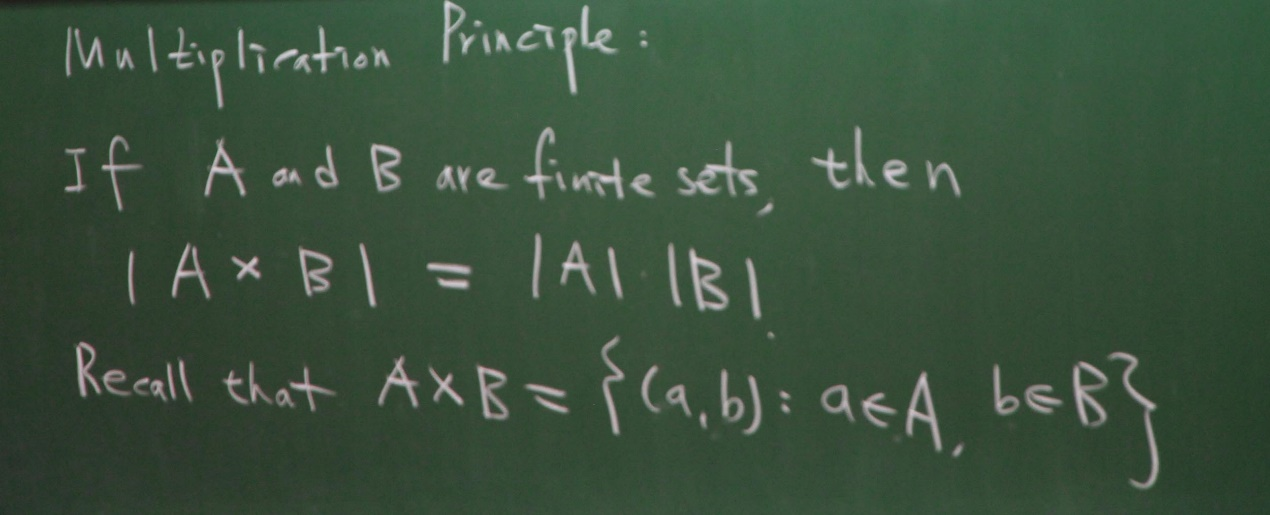 Multiplication Principle:
If A and B are finite sets, then
|A × B| = |A| · |B|.
Recall that A×B = {(a,b): a∈A, b∈B}